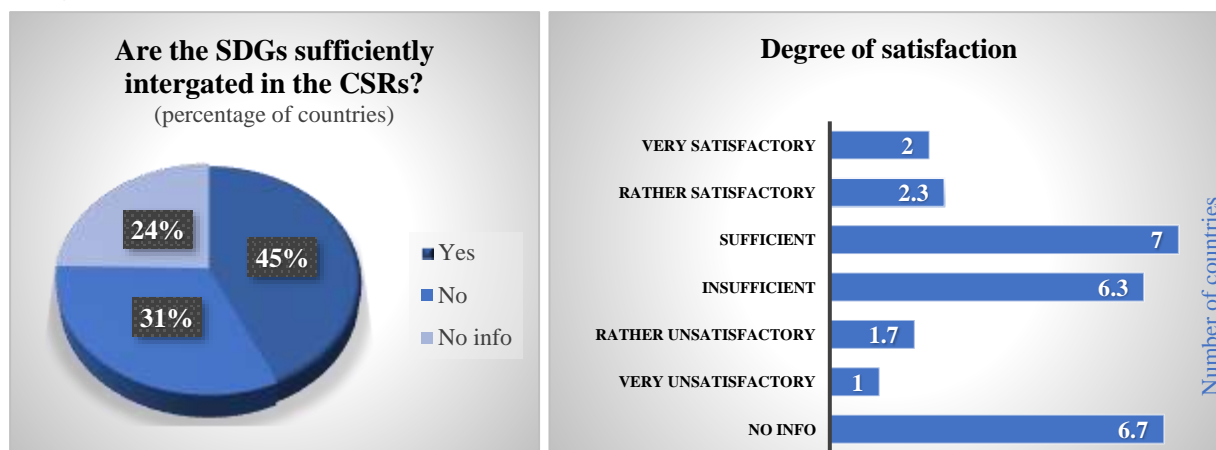 Are the SDGs sufficiently
intergated in the CSRs?
(percentage of countries)
24%
45%
31%
Yes
No
No info
Degree of satisfaction
VERY SATISFACTORY
2
RATHER SATISFACTORY
2.3
SUFFICIENT
7
INSUFFICIENT
6.3
RATHER UNSATISFACTORY
1.7
VERY UNSATISFACTORY
1
NO INFO
6.7
Number of countries